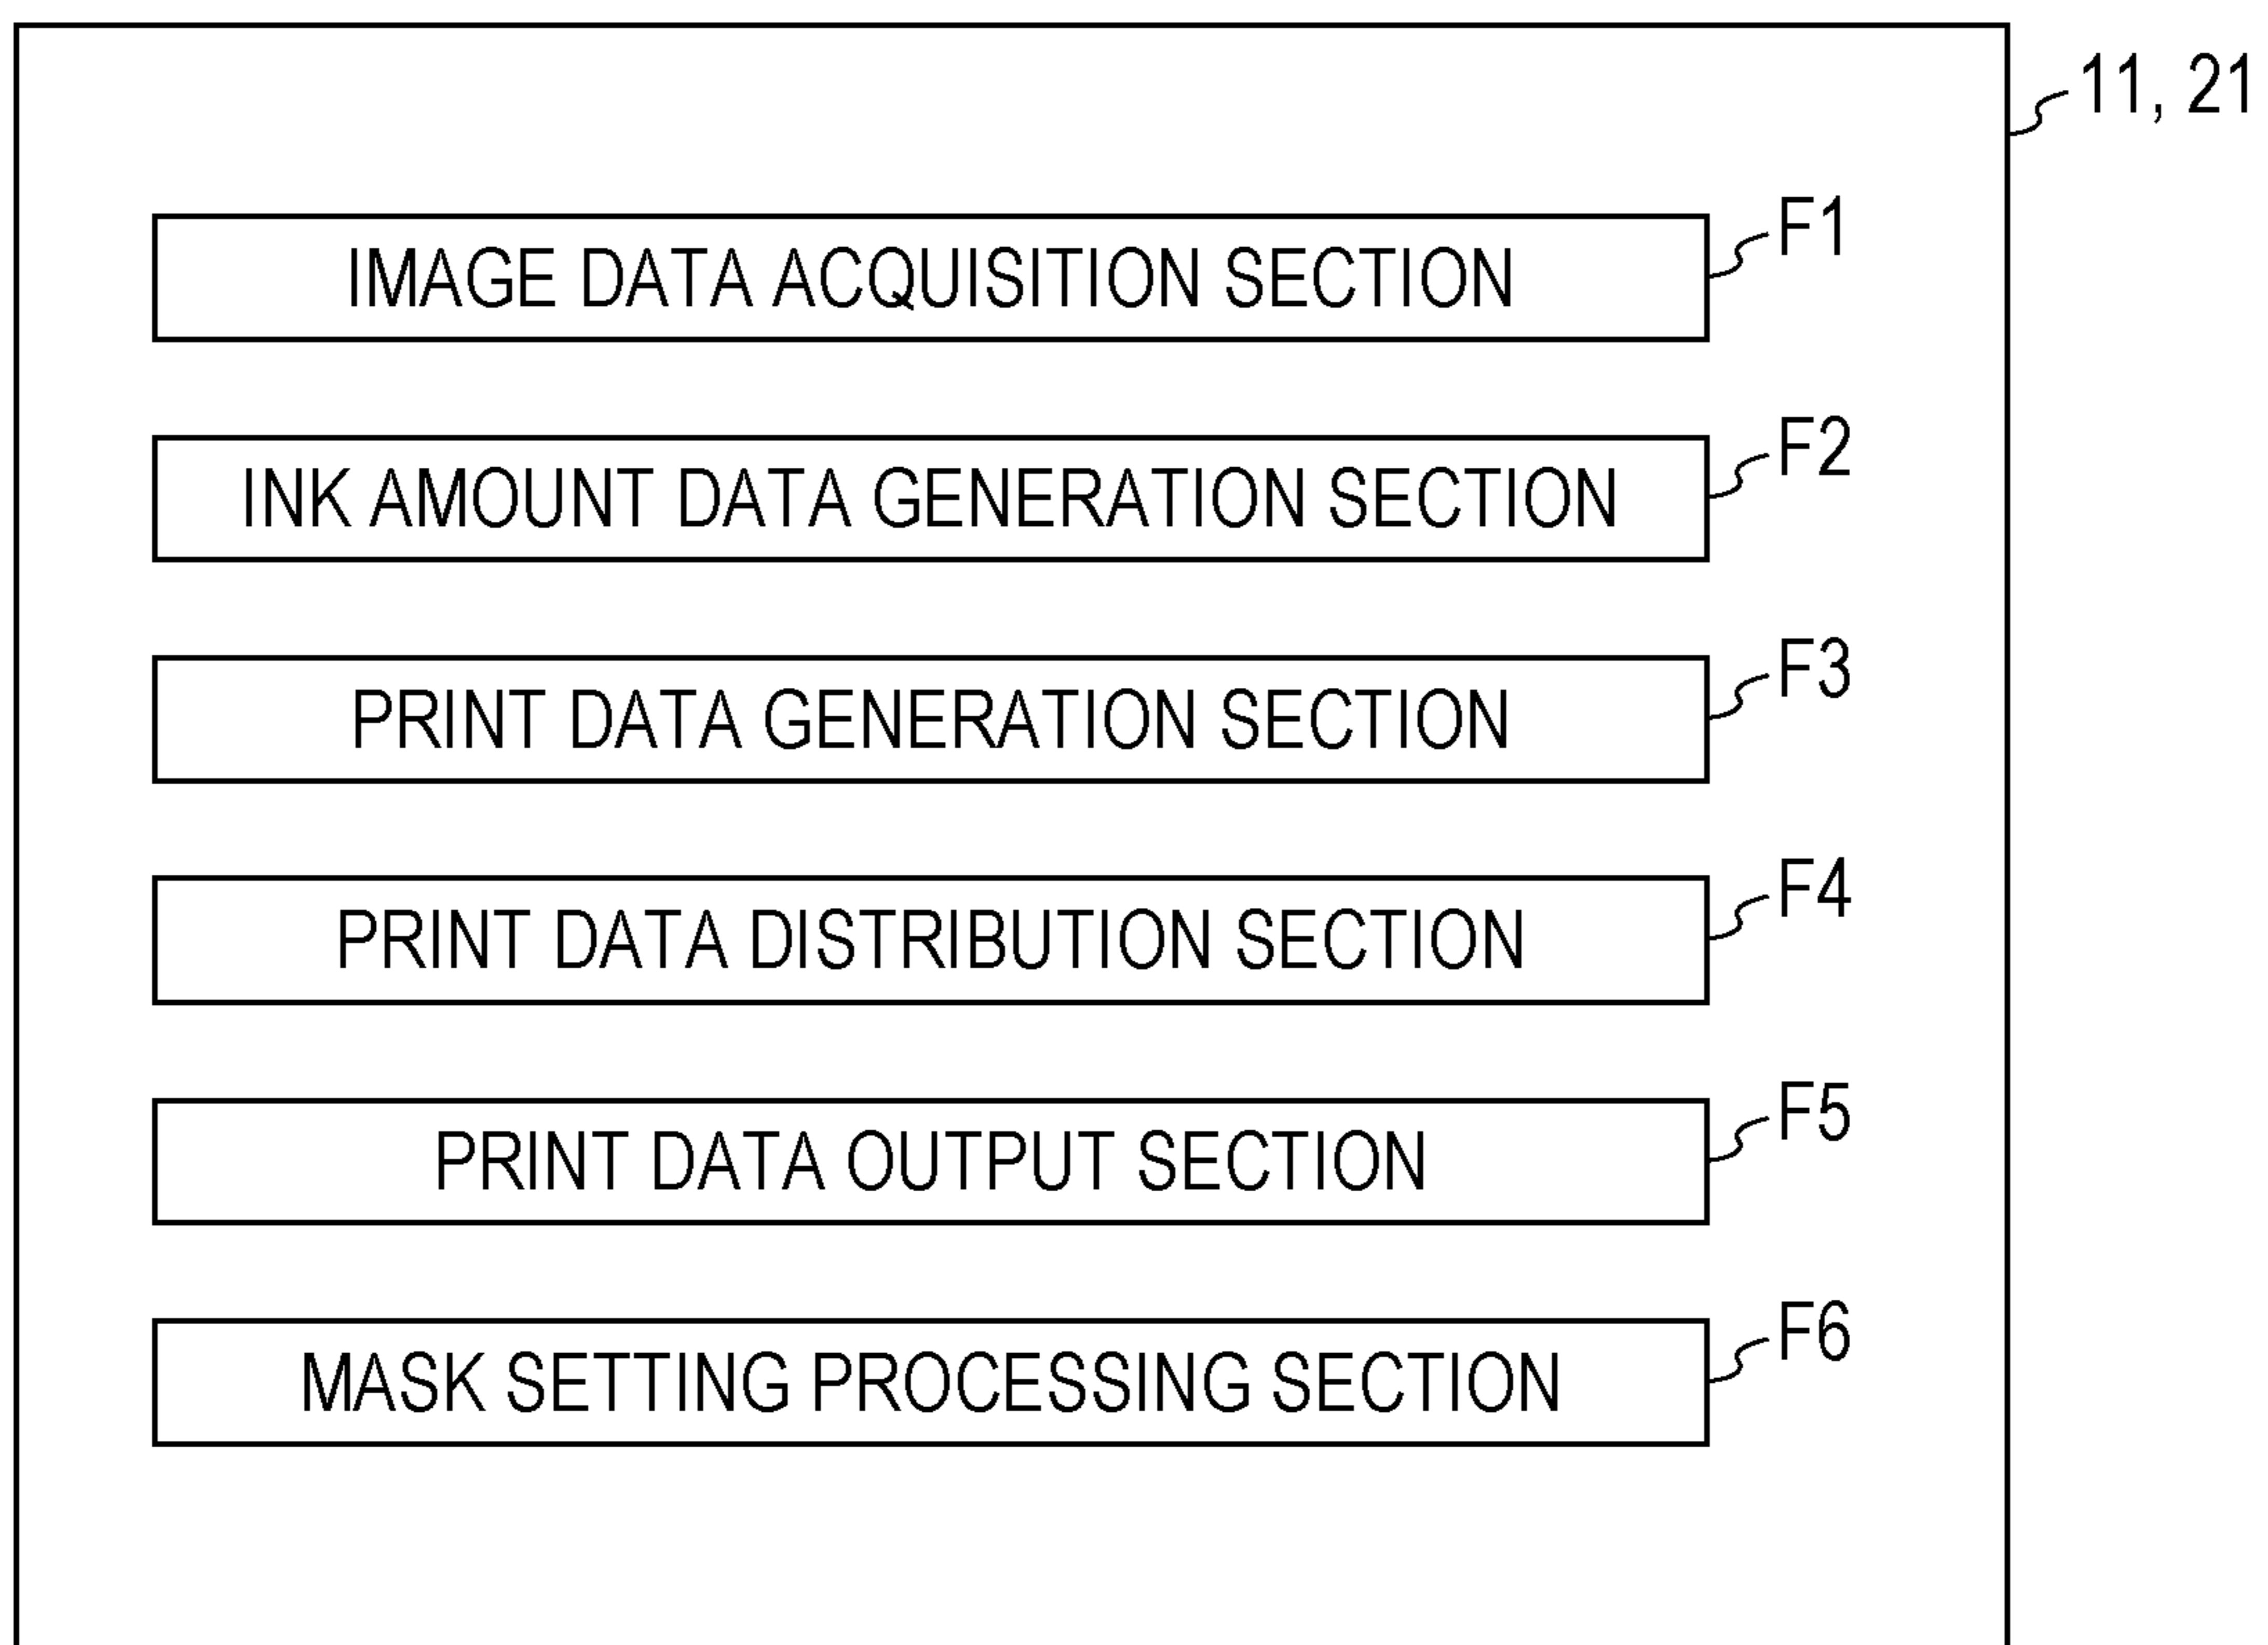 11, 21
IMAGE DATA ACQUISITION SECTION
F1
INK AMOUNT DATA GENERATION SECTION
F2
PRINT DATA GENERATION SECTION
F3
PRINT DATA DISTRIBUTION SECTION
F4
PRINT DATA OUTPUT SECTION
F5
MASK SETTING PROCESSING SECTION
F6